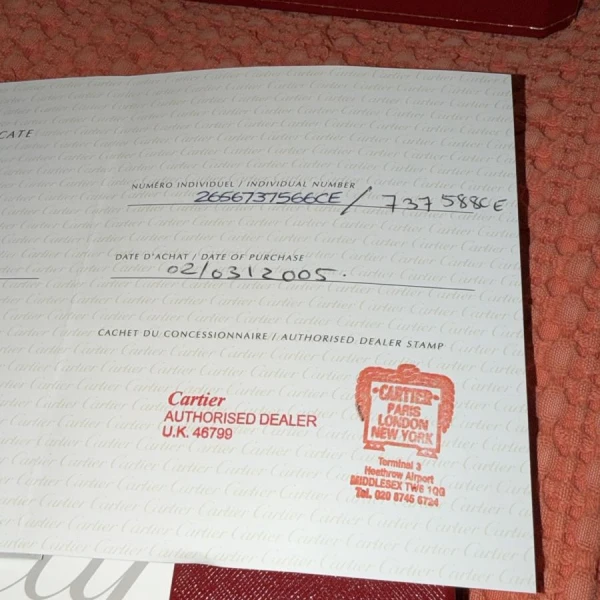 CATE
NUMÉRO INDIVIDUEL / INDIVIDUAL NUMBER
2656737566CE / 737588CE
DATE D'ACHAT / DATE OF PURCHASE
02/03/2005.
CACHET DU CONCESSIONNAIRE / AUTHORISED DEALER STAMP
Cartier
AUTHORISED DEALER
U.K. 46799
CARTIER
PARIS
LONDON
NEW YORK
Terminal 3
Heathrow Airport
MIDDLESEX TW6 1QG
Tel. 020 8745 6724